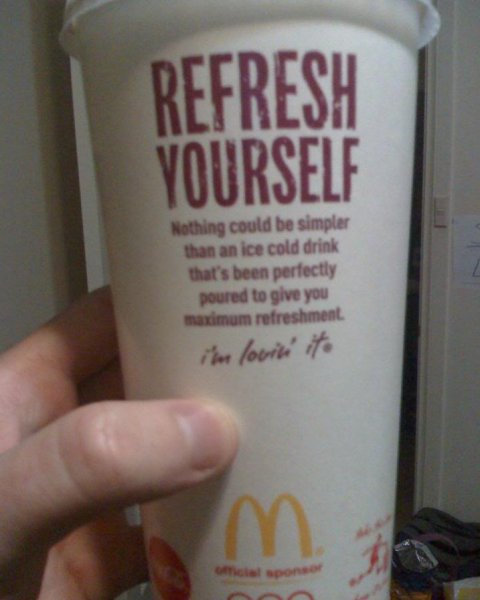 REFRESH
YOURSELF
Nothing could be simpler
than an ice cold drink
that's been perfectly
poured to give you
maximum refreshment.
i'm lovin' it
M
official sponsor